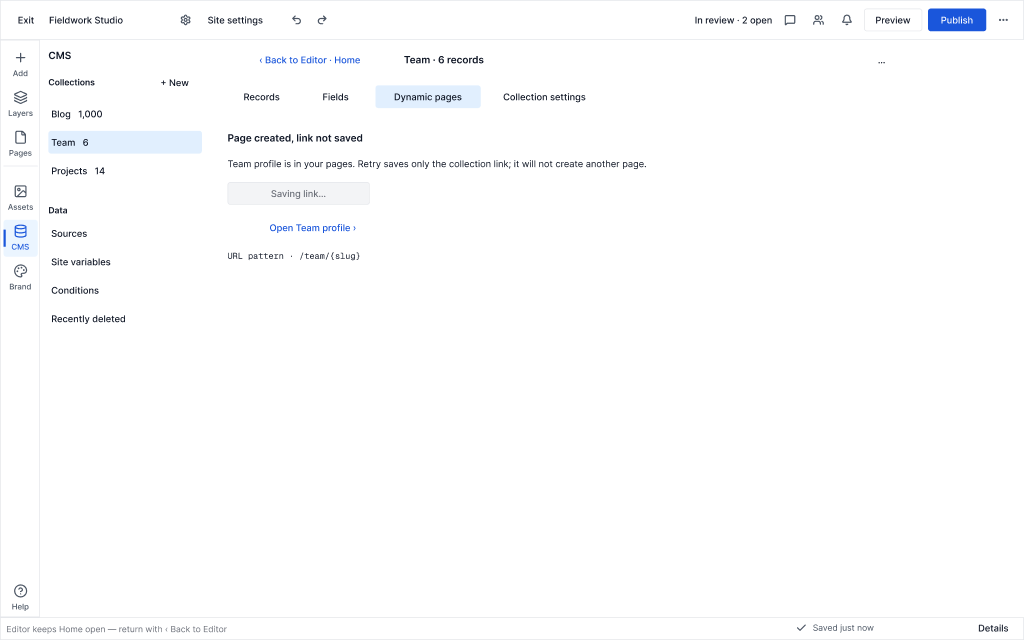 Exit Fieldwork Studio Site settings In review · 2 open Preview Publish ···
Add
Layers
Pages
Assets
CMS
Brand
Help
CMS
Collections + New
Blog 1,000
Team 6
Projects 14
Data
Sources
Site variables
Conditions
Recently deleted
‹ Back to Editor · Home Team · 6 records ...
Records Fields Dynamic pages Collection settings
Page created, link not saved
Team profile is in your pages. Retry saves only the collection link; it will not create another page.
Saving link...
Open Team profile ›
URL pattern · /team/{slug}
Editor keeps Home open — return with ‹ Back to Editor Saved just now Details